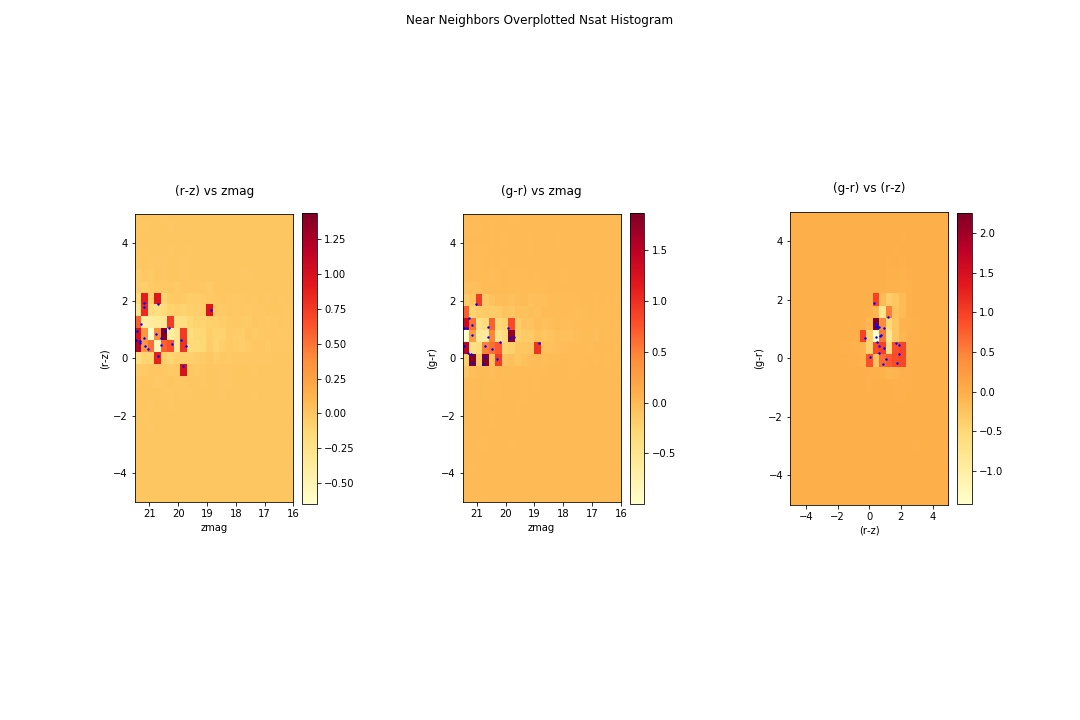 Near Neighbors Overplotted Nsat Histogram
(r-z) vs zmag
4
2
0
−2
−4
(r-z)
21 20 19 18 17 16
zmag
1.25
1.00
0.75
0.50
0.25
0.00
−0.25
−0.50
(g-r) vs zmag
4
2
0
−2
−4
(g-r)
21 20 19 18 17 16
zmag
1.5
1.0
0.5
0.0
−0.5
(g-r) vs (r-z)
4
2
0
−2
−4
(g-r)
−4 −2 0 2 4
(r-z)
2.0
1.5
1.0
0.5
0.0
−0.5
−1.0